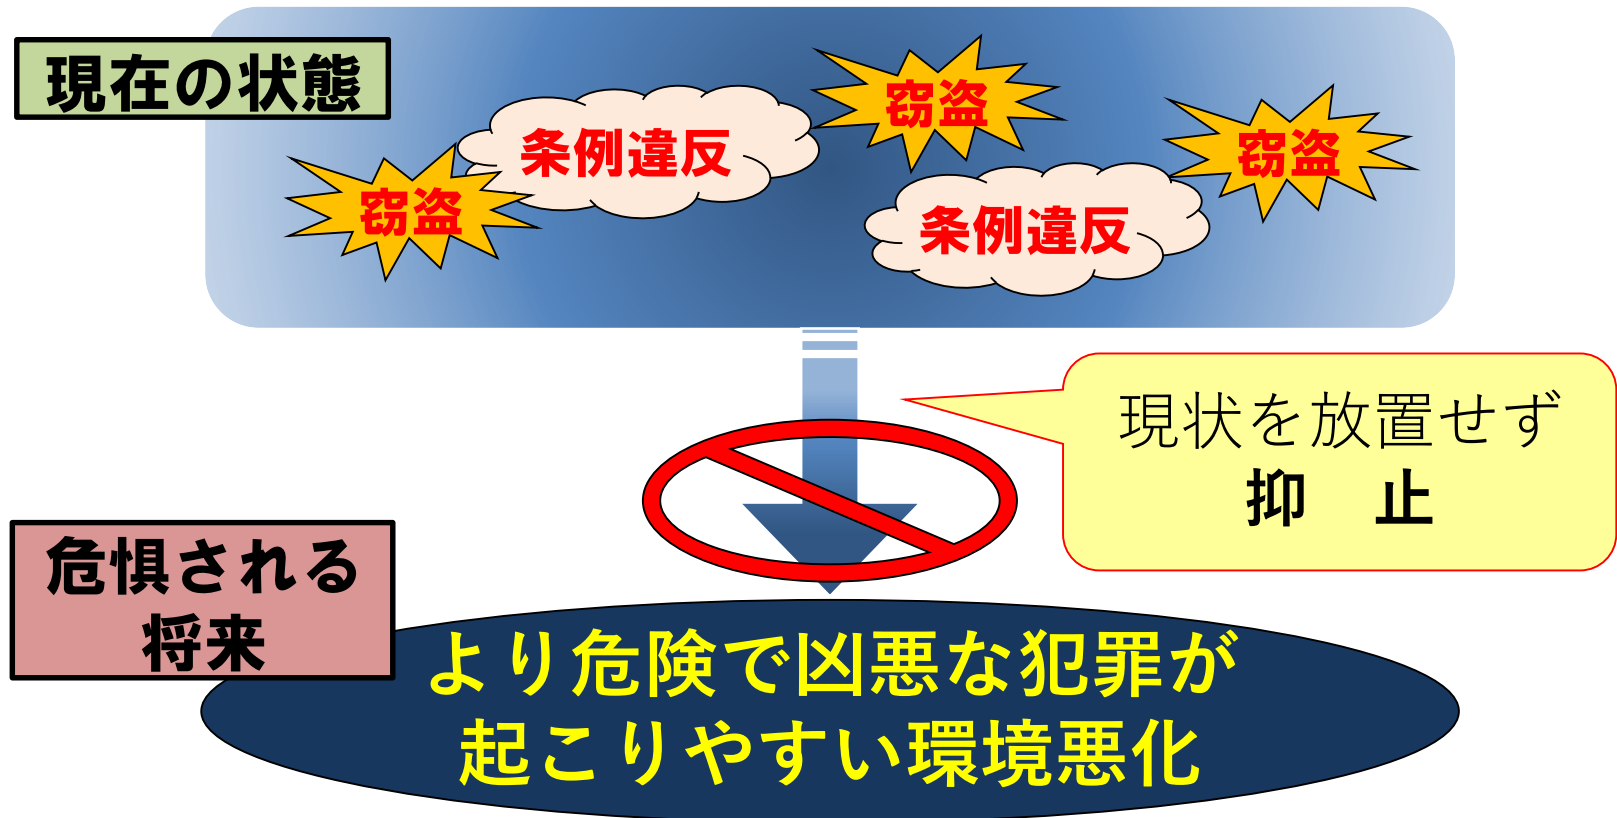 現在の状態
窃盗
条例違反
窃盗
窃盗
条例違反
現状を放置せず
抑　止
危惧される
将来
より危険で凶悪な犯罪が
起こりやすい環境悪化